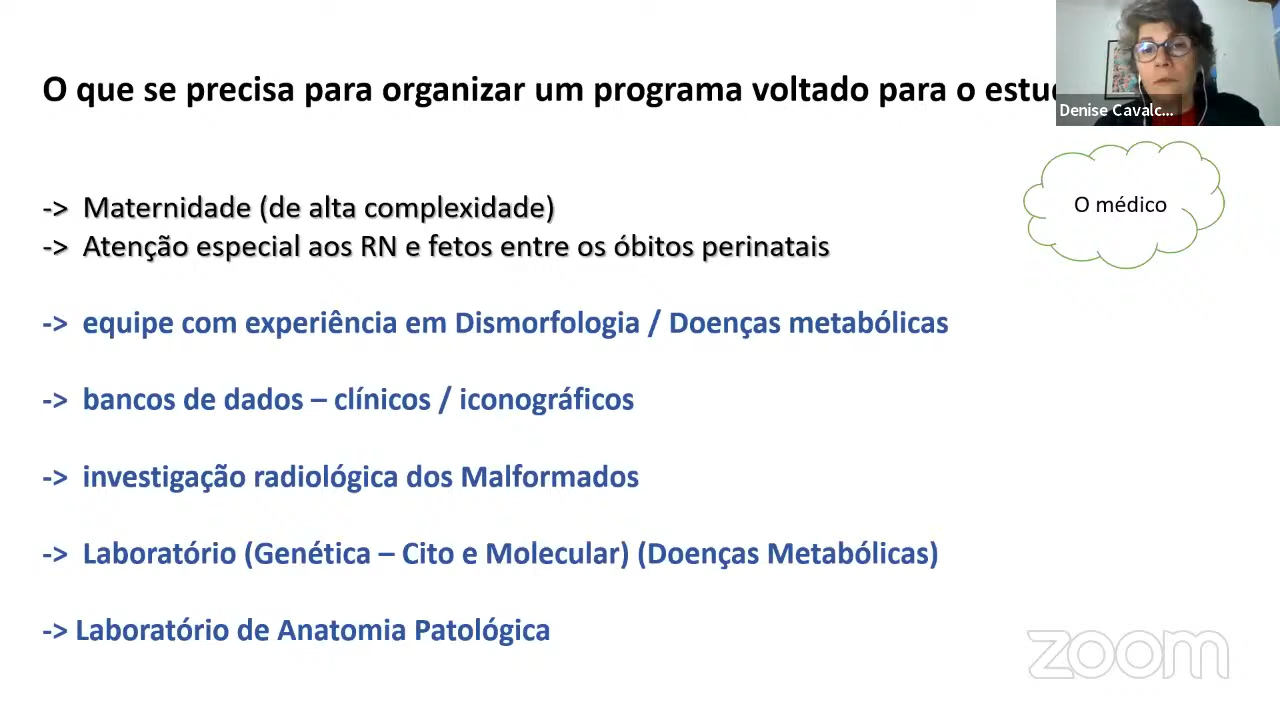 O que se precisa para organizar um programa voltado para o
Denise Cavalc...
O médico
-> Maternidade (de alta complexidade)
-> Atenção especial aos RN e fetos entre os óbitos perinatais
-> equipe com experiência em Dismorfologia / Doenças metabólicas
-> bancos de dados – clínicos / iconográficos
-> investigação radiológica dos Malformados
-> Laboratório (Genética – Cito e Molecular) (Doenças Metabólicas)
-> Laboratório de Anatomia Patológica
zoom